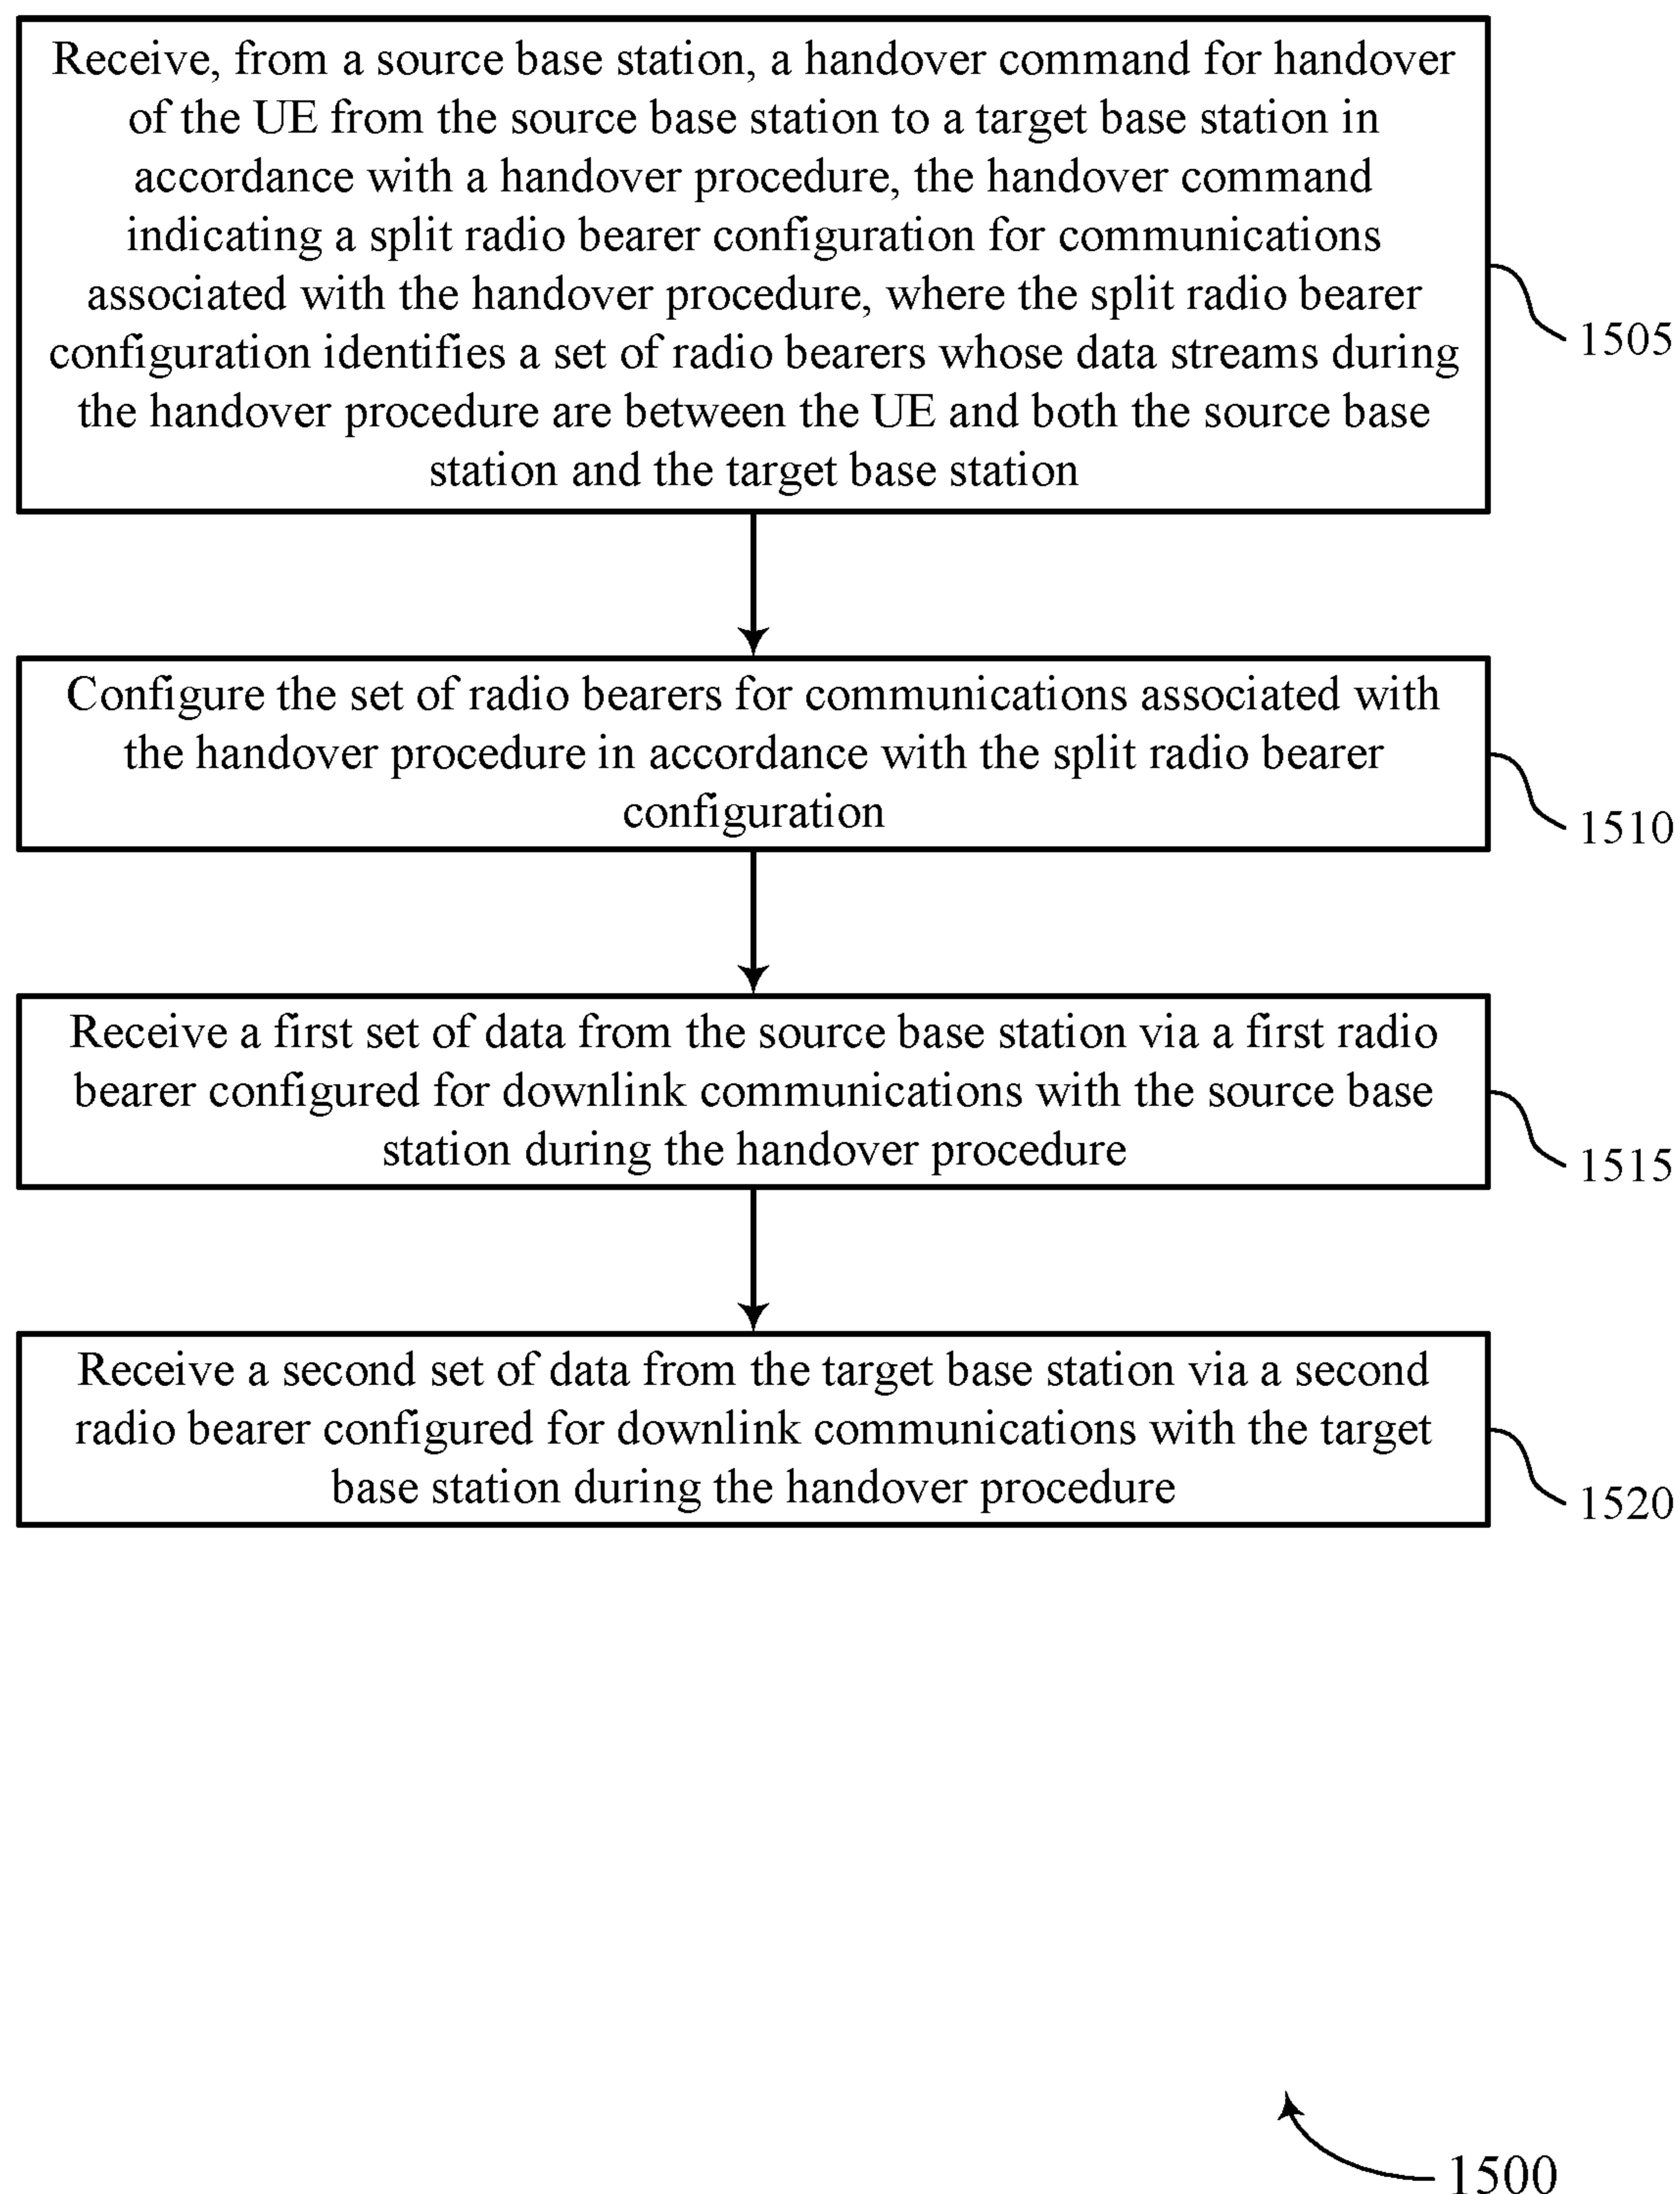 Receive, from a source base station, a handover command for handover
of the UE from the source base station to a target base station in
accordance with a handover procedure, the handover command
indicating a split radio bearer configuration for communications
associated with the handover procedure, where the split radio bearer
configuration identifies a set of radio bearers whose data streams during
the handover procedure are between the UE and both the source base
station and the target base station
1505
Configure the set of radio bearers for communications associated with
the handover procedure in accordance with the split radio bearer
configuration
1510
Receive a first set of data from the source base station via a first radio
bearer configured for downlink communications with the source base
station during the handover procedure
1515
Receive a second set of data from the target base station via a second
radio bearer configured for downlink communications with the target
base station during the handover procedure
1520
1500